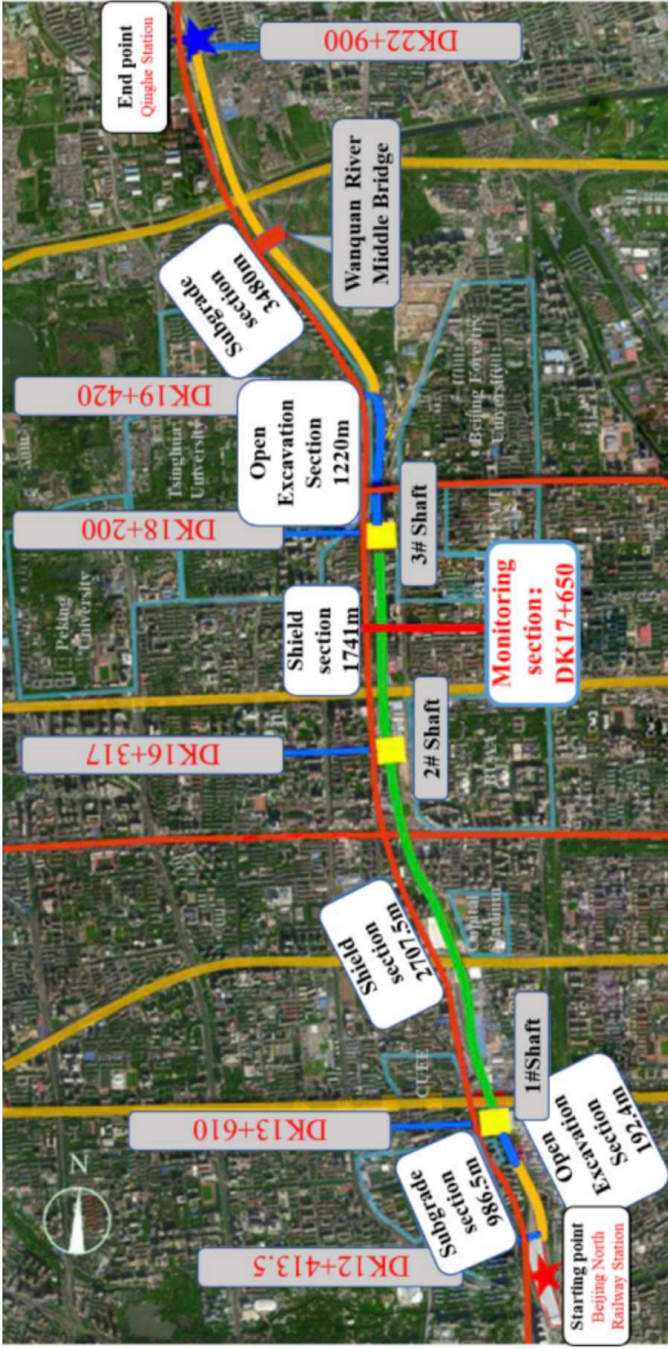 N
Starting point
Beijing North
Railway Station
DK12+413.5
Subgrade
section
986.5m
Open
Excavation
Section
192.4m
DK13+610
1#Shaft
Shield
section
2707.5m
DK16+317
2# Shaft
Shield
section
1741m
Monitoring
section:
DK17+650
DK18+200
3# Shaft
Open
Excavation
Section
1220m
DK19+420
Subgrade
section
3480m
Wanquan River
Middle Bridge
DK22+900
End point
Qinghe Station
Peking
University
Tsinghua
University
Beijing Forestry
University